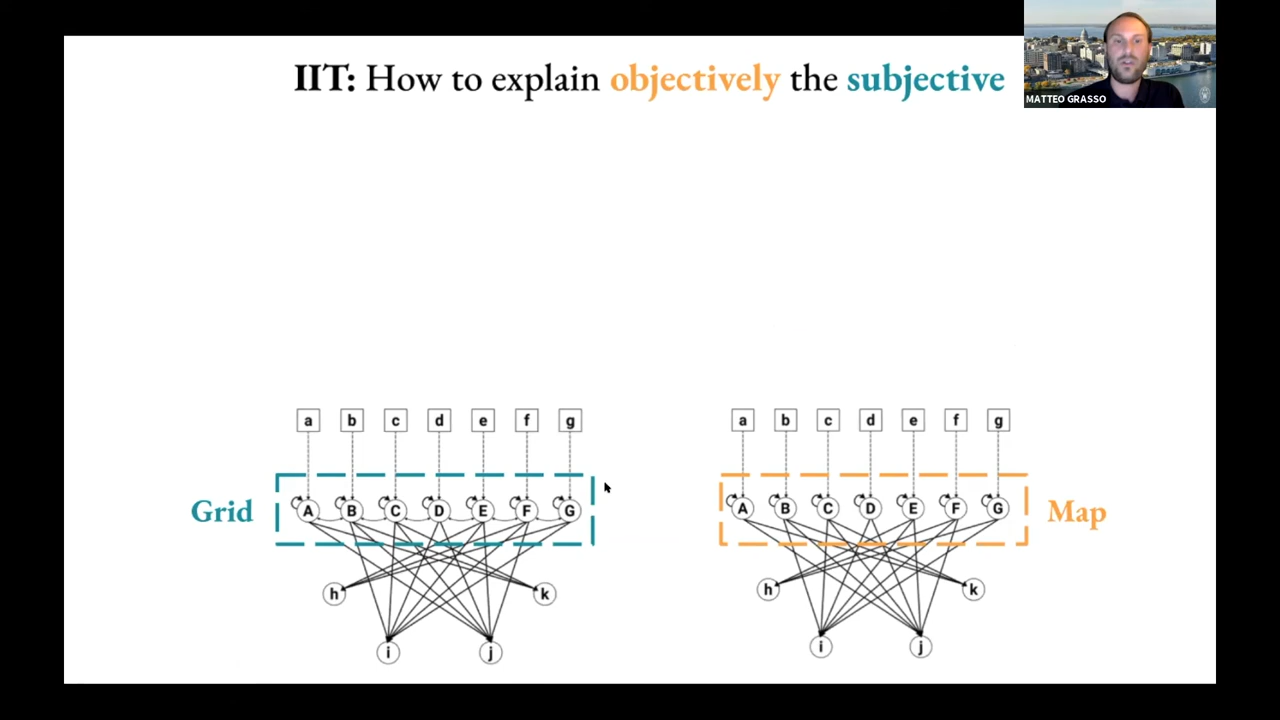 IIT: How to explain objectively the subjective
MATTEO GRASSO
a b c d e f g
a b c d e f g
Grid
A B C D E F G
A B C D E F G
Map
h k
h k
i j
i j